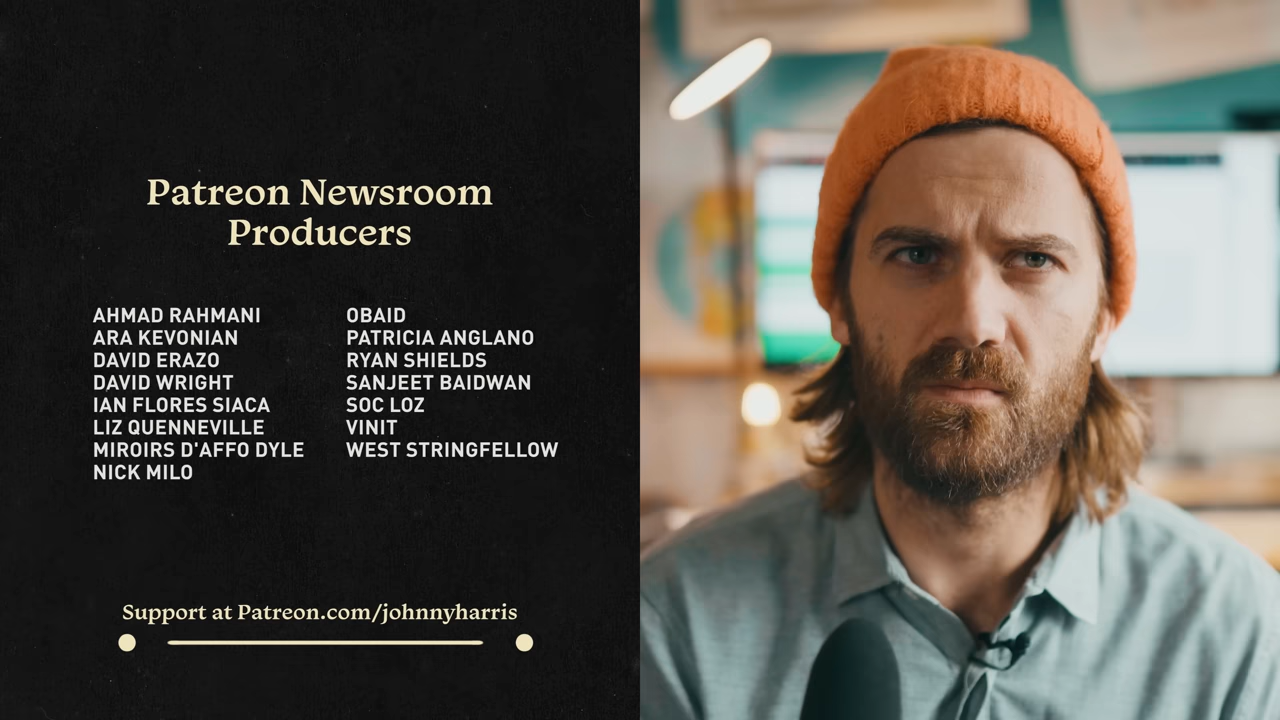 Patreon Newsroom
Producers
AHMAD RAHMANI
ARA KEVONIAN
DAVID ERAZO
DAVID WRIGHT
IAN FLORES SIACA
LIZ QUENNEVILLE
MIROIRS D'AFFO DYLE
NICK MILO
OBAID
PATRICIA ANGLANO
RYAN SHIELDS
SANJEET BAIDWAN
SOC LOZ
VINIT
WEST STRINGFELLOW
Support at Patreon.com/johnnyharris